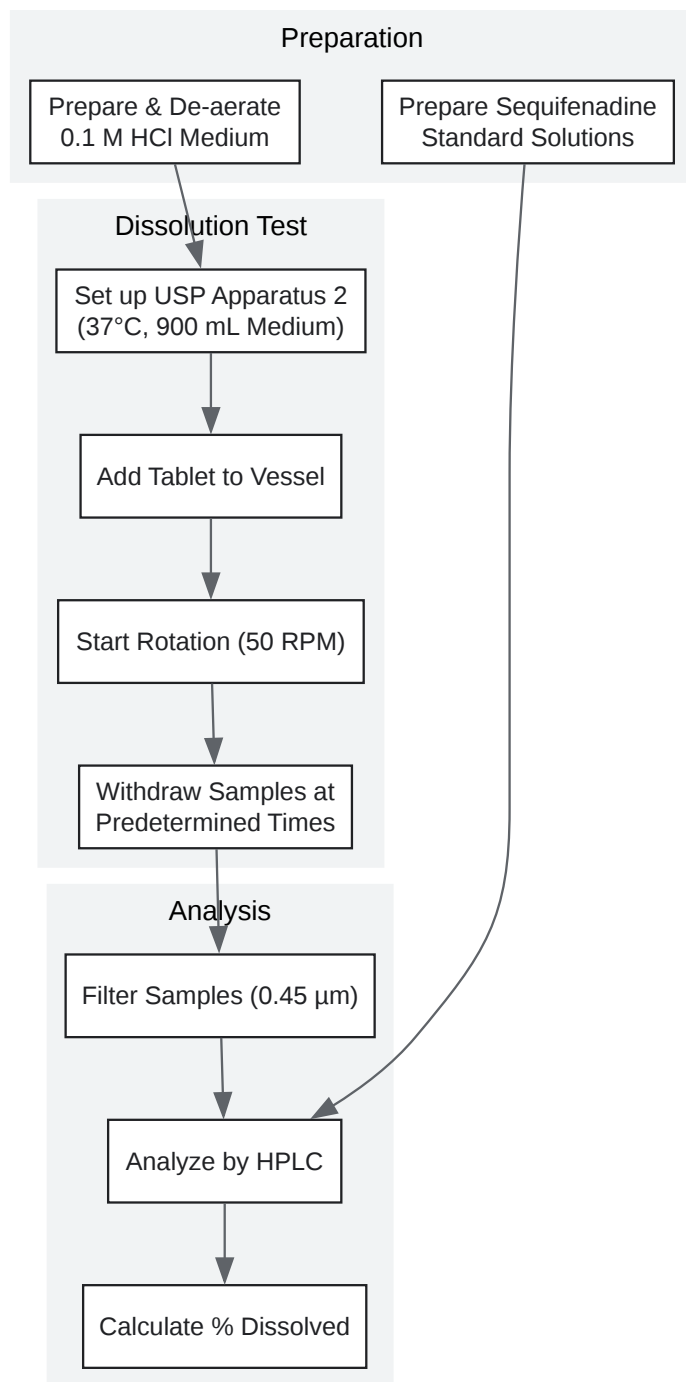 Preparation
Prepare & De-aerate
0.1 M HCl Medium
Prepare Sequifenadine
Standard Solutions
Dissolution Test
Set up USP Apparatus 2
(37°C, 900 mL Medium)
Add Tablet to Vessel
Start Rotation (50 RPM)
Withdraw Samples at
Predetermined Times
Analysis
Filter Samples (0.45 µm)
Analyze by HPLC
Calculate % Dissolved